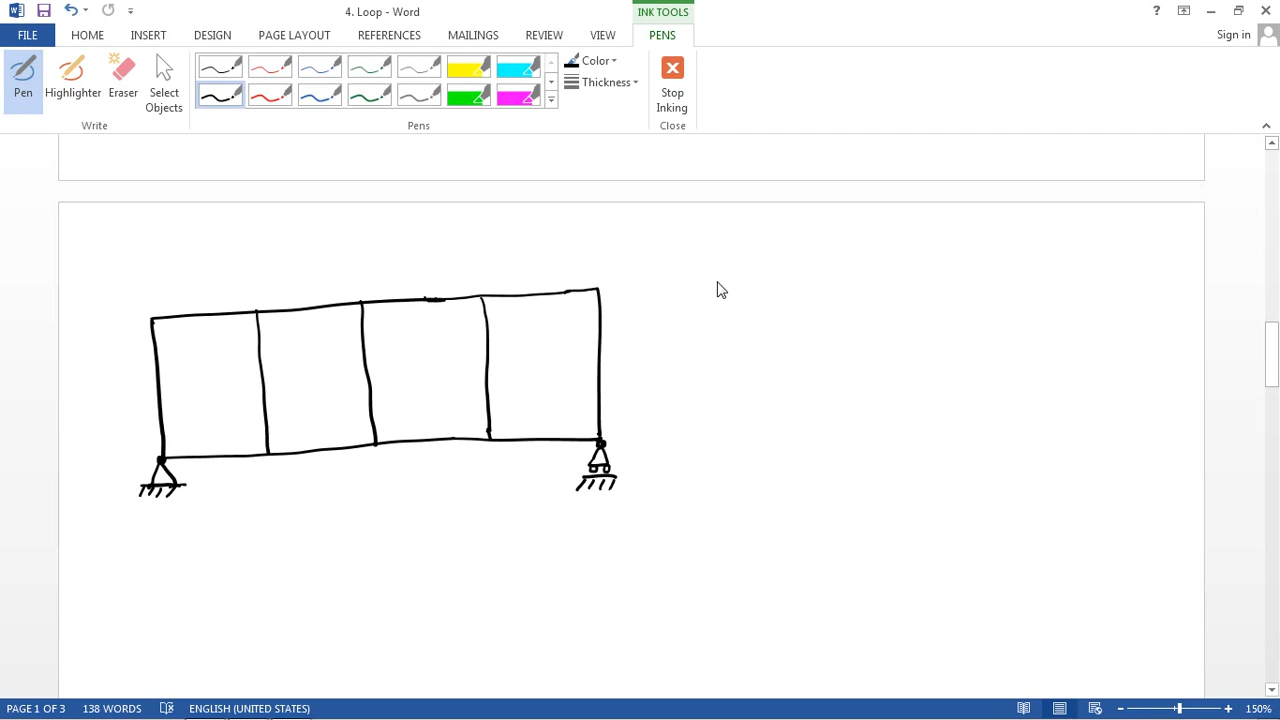 4. Loop - Word
INK TOOLS
?
FILE
HOME
INSERT
DESIGN
PAGE LAYOUT
REFERENCES
MAILINGS
REVIEW
VIEW
PENS
Sign in
Pen
Highlighter
Eraser
Select Objects
Color
Thickness
Stop Inking
Write
Pens
Close
PAGE 1 OF 3
138 WORDS
ENGLISH (UNITED STATES)
150%